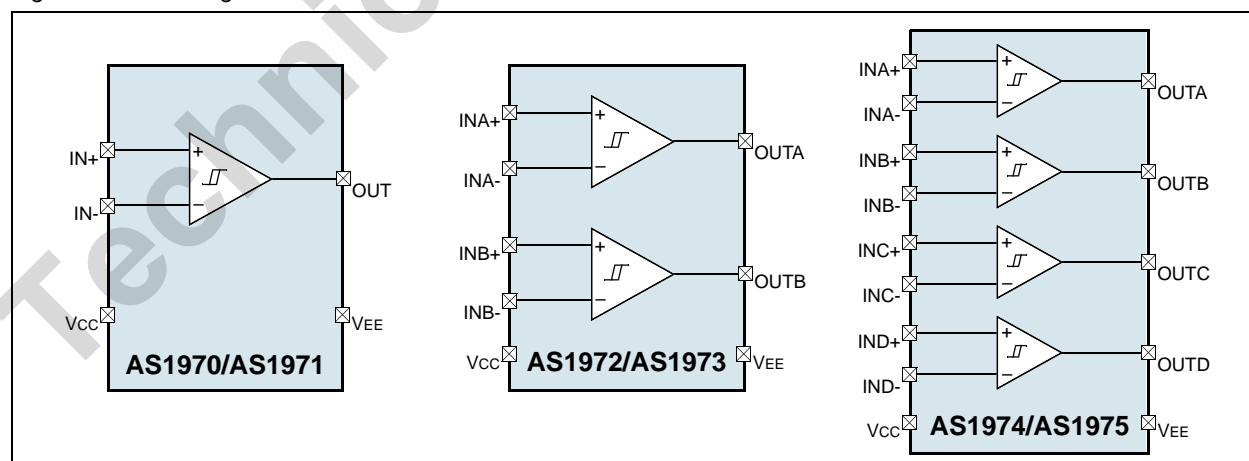 IN+
IN-
+
−
OUT
VCC
VEE
AS1970/AS1971
INA+
INA-
+
−
OUTA
INB+
INB-
+
−
OUTB
VCC
VEE
AS1972/AS1973
INA+
INA-
+
−
OUTA
INB+
INB-
+
−
OUTB
INC+
INC-
+
−
OUTC
IND+
IND-
+
−
OUTD
VCC
VEE
AS1974/AS1975
Technic